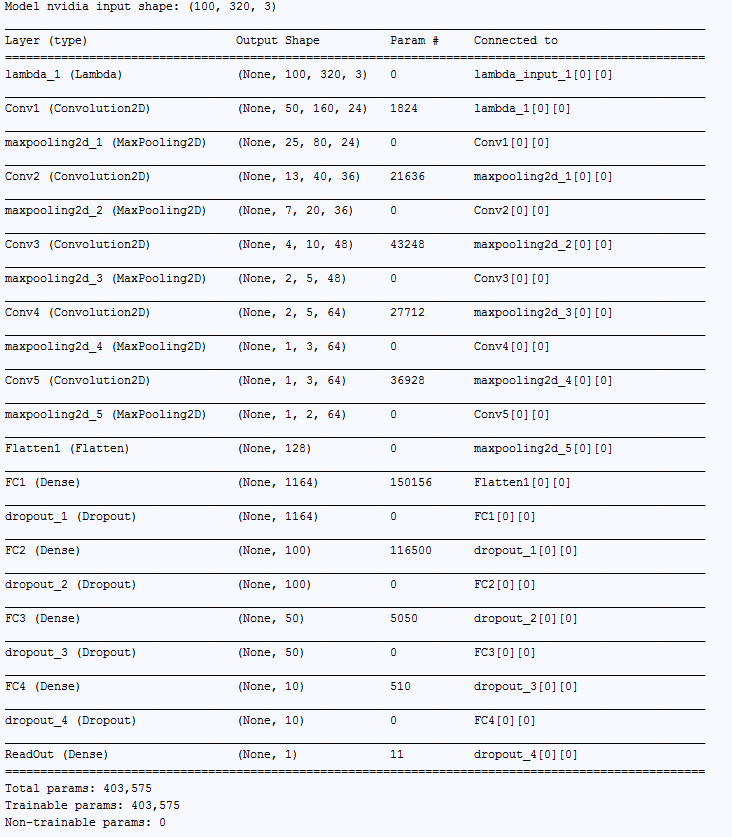 Model nvidia input shape: (100, 320, 3)
Layer (type) Output Shape Param # Connected to
lambda_1 (Lambda) (None, 100, 320, 3) 0 lambda_input_1[0][0]
Conv1 (Convolution2D) (None, 50, 160, 24) 1824 lambda_1[0][0]
maxpooling2d_1 (MaxPooling2D) (None, 25, 80, 24) 0 Conv1[0][0]
Conv2 (Convolution2D) (None, 13, 40, 36) 21636 maxpooling2d_1[0][0]
maxpooling2d_2 (MaxPooling2D) (None, 7, 20, 36) 0 Conv2[0][0]
Conv3 (Convolution2D) (None, 4, 10, 48) 43248 maxpooling2d_2[0][0]
maxpooling2d_3 (MaxPooling2D) (None, 2, 5, 48) 0 Conv3[0][0]
Conv4 (Convolution2D) (None, 2, 5, 64) 27712 maxpooling2d_3[0][0]
maxpooling2d_4 (MaxPooling2D) (None, 1, 3, 64) 0 Conv4[0][0]
Conv5 (Convolution2D) (None, 1, 3, 64) 36928 maxpooling2d_4[0][0]
maxpooling2d_5 (MaxPooling2D) (None, 1, 2, 64) 0 Conv5[0][0]
Flatten1 (Flatten) (None, 128) 0 maxpooling2d_5[0][0]
FC1 (Dense) (None, 1164) 150156 Flatten1[0][0]
dropout_1 (Dropout) (None, 1164) 0 FC1[0][0]
FC2 (Dense) (None, 100) 116500 dropout_1[0][0]
dropout_2 (Dropout) (None, 100) 0 FC2[0][0]
FC3 (Dense) (None, 50) 5050 dropout_2[0][0]
dropout_3 (Dropout) (None, 50) 0 FC3[0][0]
FC4 (Dense) (None, 10) 510 dropout_3[0][0]
dropout_4 (Dropout) (None, 10) 0 FC4[0][0]
ReadOut (Dense) (None, 1) 11 dropout_4[0][0]
Total params: 403,575
Trainable params: 403,575
Non-trainable params: 0